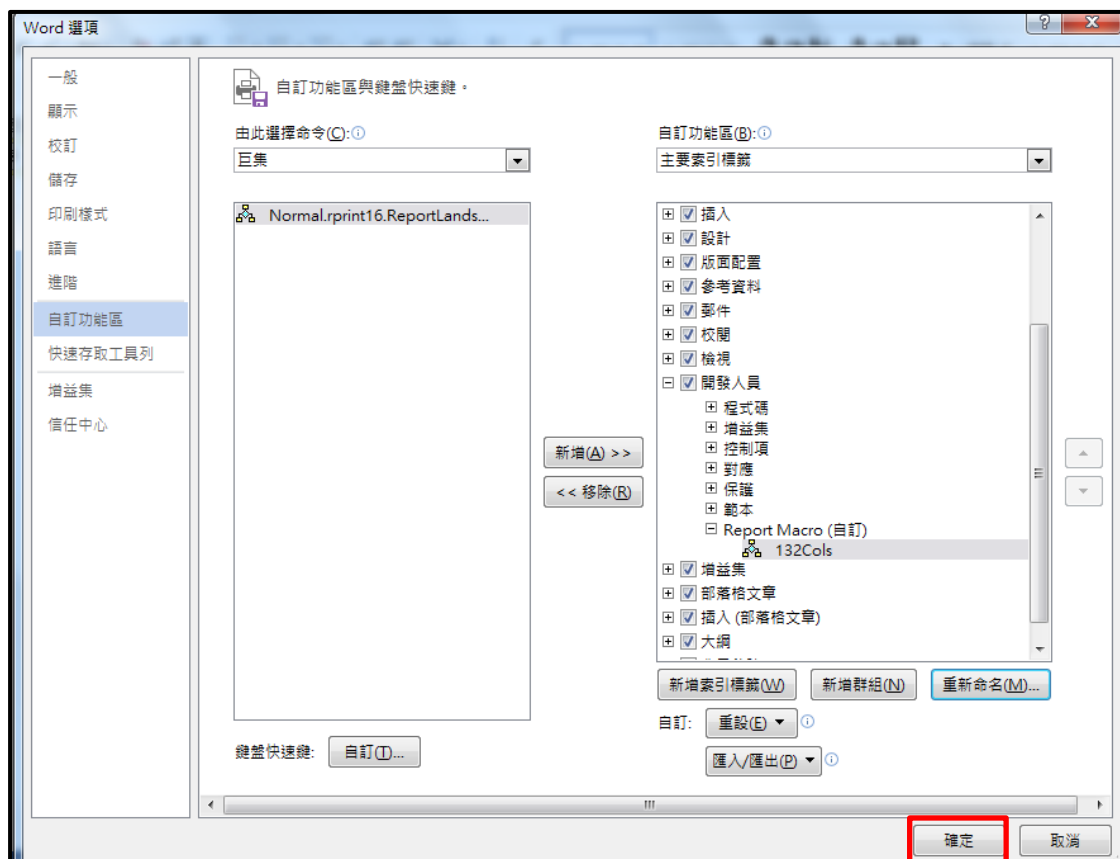 Word 選項
一般
顯示
校訂
儲存
印刷樣式
語言
進階
自訂功能區
快速存取工具列
增益集
信任中心
自訂功能區與鍵盤快速鍵。
由此選擇命令(C):
巨集
Normal.rprint16.ReportLands...
鍵盤快速鍵:
自訂(T)...
新增(A) >>
<< 移除(R)
自訂功能區(B):
主要索引標籤
插入
設計
版面配置
參考資料
郵件
校閱
檢視
開發人員
程式碼
增益集
控制項
對應
保護
範本
Report Macro (自訂)
132Cols
增益集
部落格文章
插入 (部落格文章)
大綱
新增索引標籤(W)
新增群組(N)
重新命名(M)...
自訂:
重設(E)
匯入/匯出(P)
確定
取消